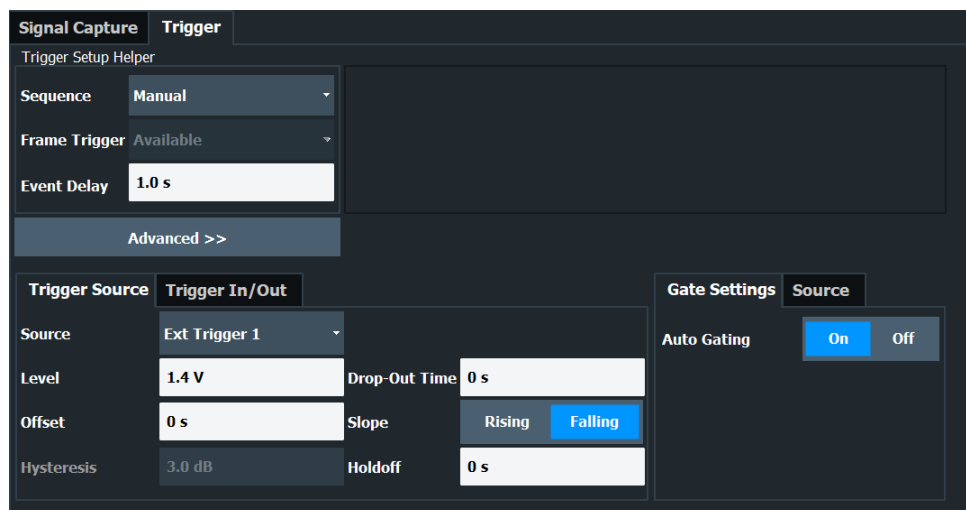 Signal Capture Trigger
Trigger Setup Helper
Sequence Manual
Frame Trigger Available
Event Delay 1.0 s
Advanced >>
Trigger Source Trigger In/Out
Source Ext Trigger 1
Level 1.4 V Drop-Out Time 0 s
Offset 0 s Slope Rising Falling
Hysteresis 3.0 dB Holdoff 0 s
Gate Settings Source
Auto Gating On Off